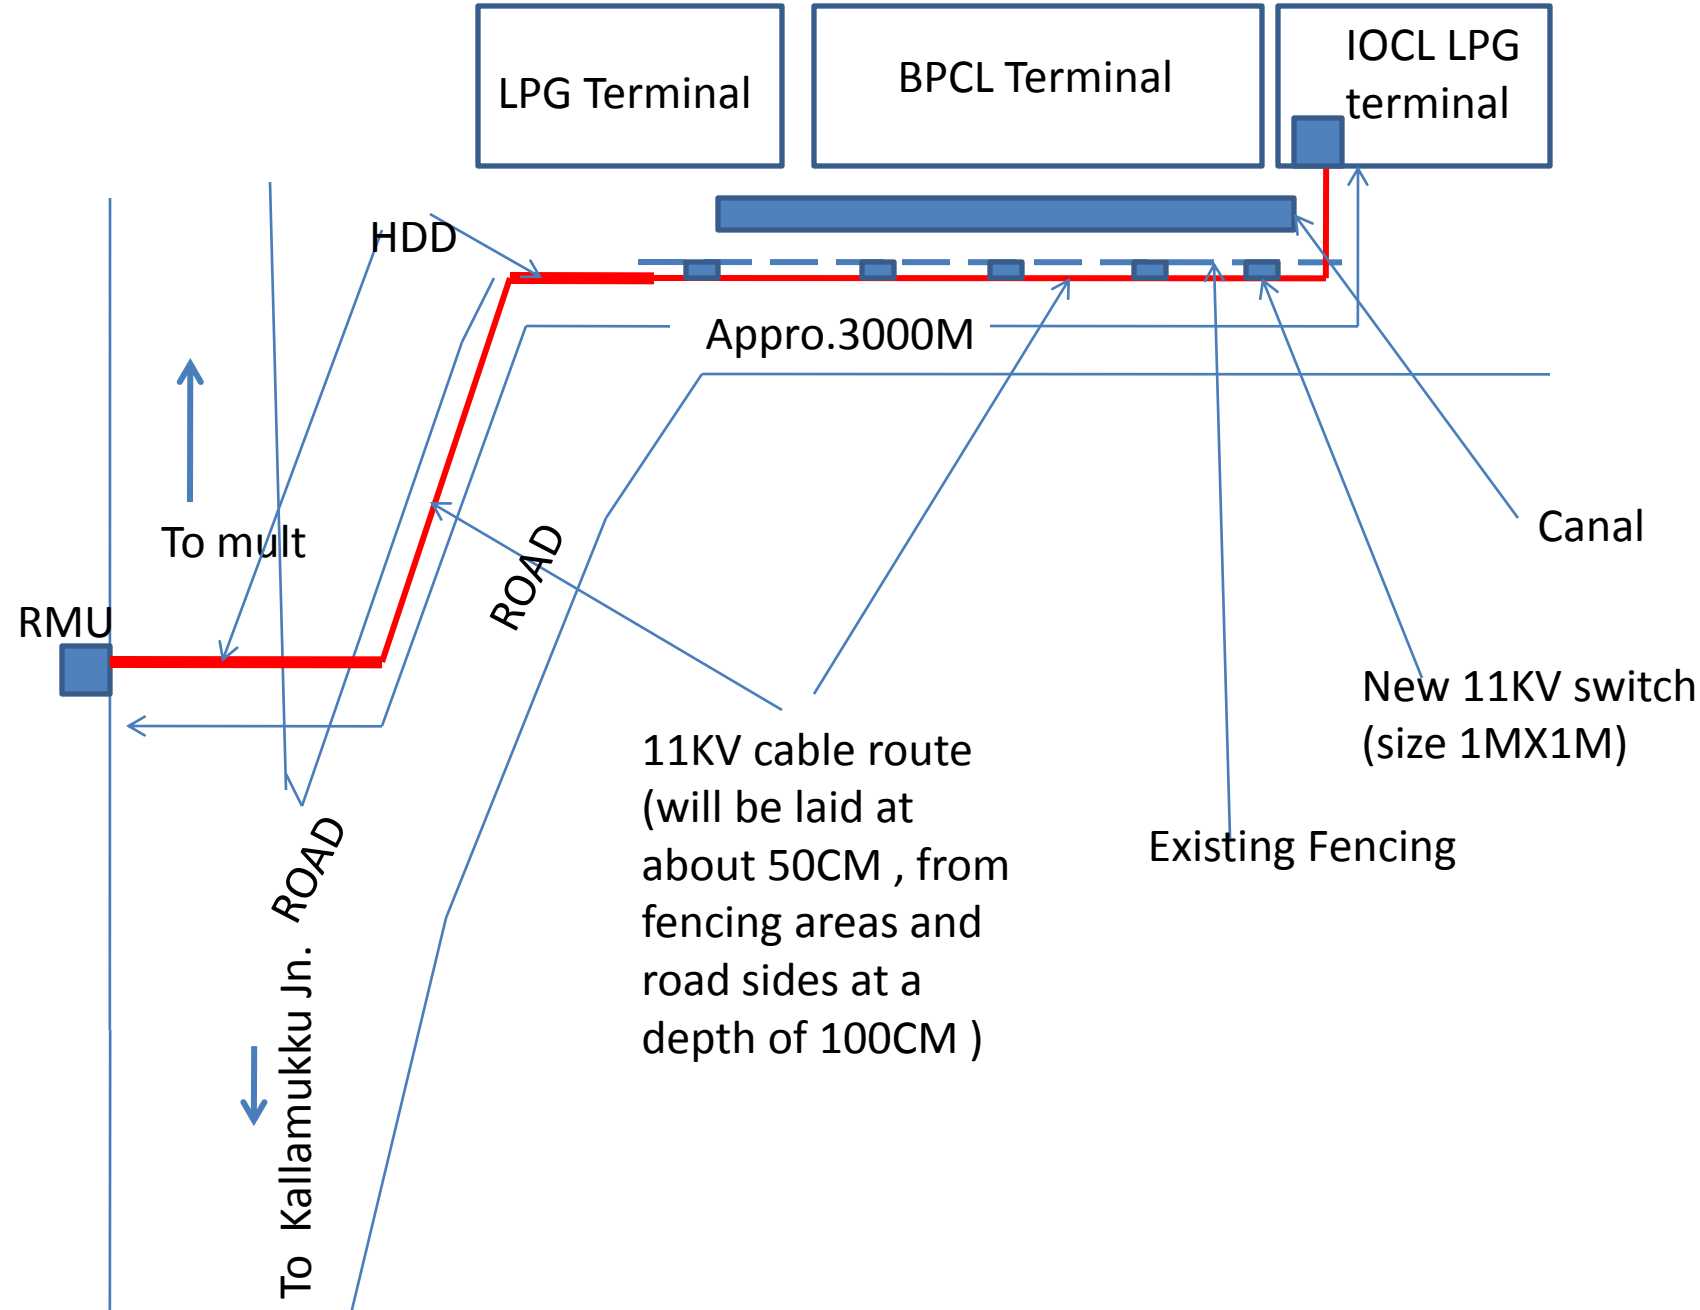 LPG Terminal
BPCL Terminal
IOCL LPG
terminal
HDD
Appro.3000M
To mult
ROAD
RMU
Canal
New 11KV switch
(size 1MX1M)
11KV cable route
(will be laid at
about 50CM , from
fencing areas and
road sides at a
depth of 100CM )
Existing Fencing
ROAD
To Kallamukku Jn.